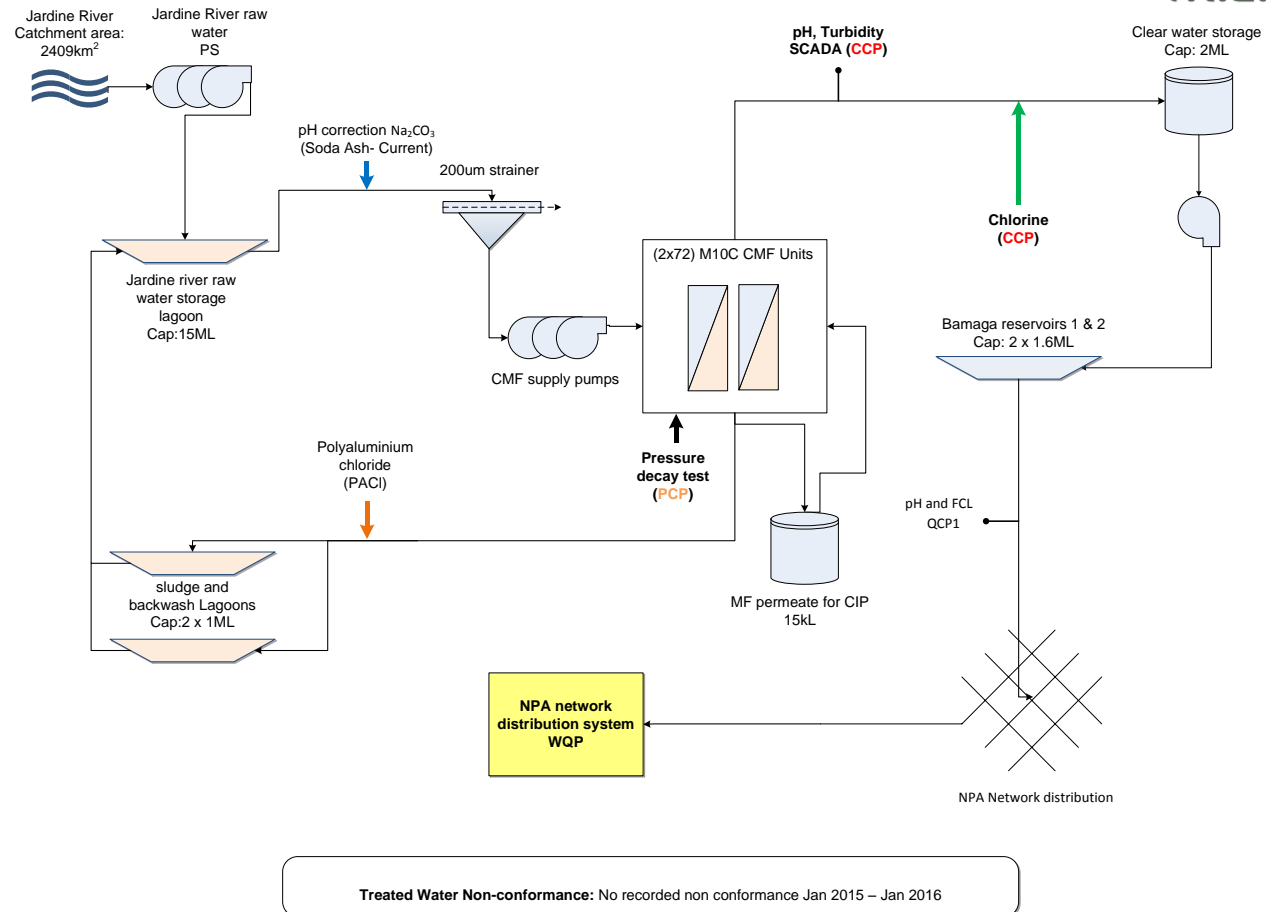 Jardine River
Catchment area:
2409km²
Jardine River raw
water
PS
pH correction Na₂CO₃
(Soda Ash- Current)
200um strainer
pH, Turbidity
SCADA (CCP)
Clear water storage
Cap: 2ML
Chlorine
(CCP)
Jardine river raw
water storage
lagoon
Cap:15ML
(2x72) M10C CMF Units
CMF supply pumps
Bamaga reservoirs 1 & 2
Cap: 2 x 1.6ML
Pressure
decay test
(PCP)
Polyaluminium
chloride
(PACl)
pH and FCL
QCP1
sludge and
backwash Lagoons
Cap:2 x 1ML
MF permeate for CIP
15kL
NPA network
distribution system
WQP
NPA Network distribution
Treated Water Non-conformance: No recorded non conformance Jan 2015 – Jan 2016